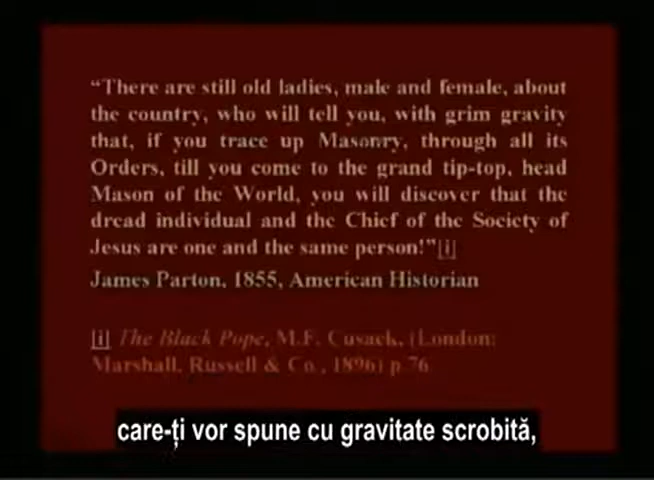 “There are still old ladies, male and female, about
the country, who will tell you, with grim gravity
that, if you trace up Masonry, through all its
Orders, till you come to the grand tip-top, head
Mason of the World, you will discover that the
dread individual and the Chief of the Society of
Jesus are one and the same person!”[i]
James Parton, 1855, American Historian
[i] The Black Pope, M.F. Cusack, (London:
Marshall, Russell & Co., 1896) p.76
care-ți vor spune cu gravitate scrobită,